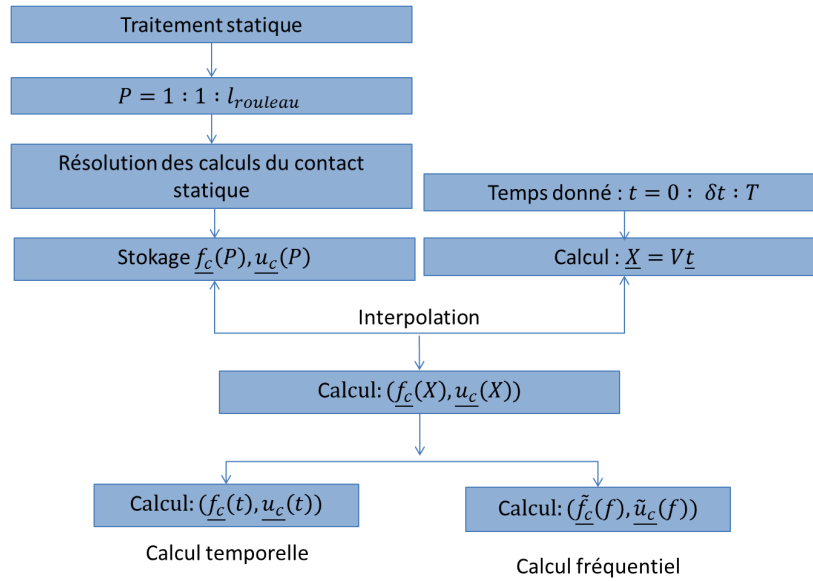 Traitement statique
P = 1 : 1 : l_rouleau
Résolution des calculs du contact
statique
Temps donné : t = 0 : δt : T
Stokage f_c(P), u_c(P)
Calcul : X = Vt
Interpolation
Calcul: (f_c(X), u_c(X))
Calcul: (f_c(t), u_c(t))
Calcul: (f̃_c(f), ũ_c(f))
Calcul temporelle
Calcul fréquentiel